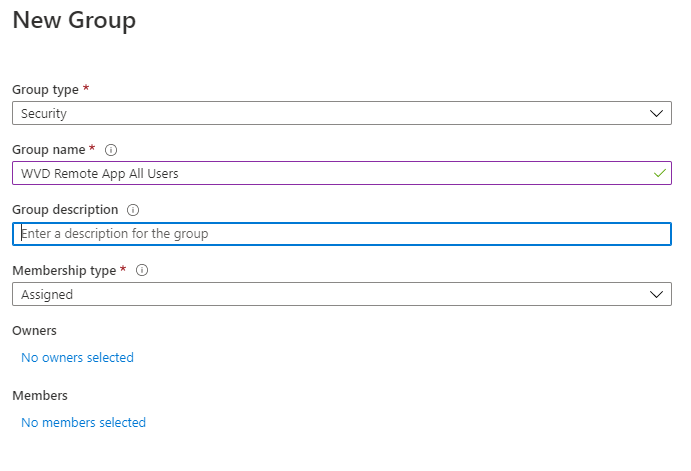 New Group
Group type *
Security
Group name *
WVD Remote App All Users
Group description
Enter a description for the group
Membership type *
Assigned
Owners
No owners selected
Members
No members selected